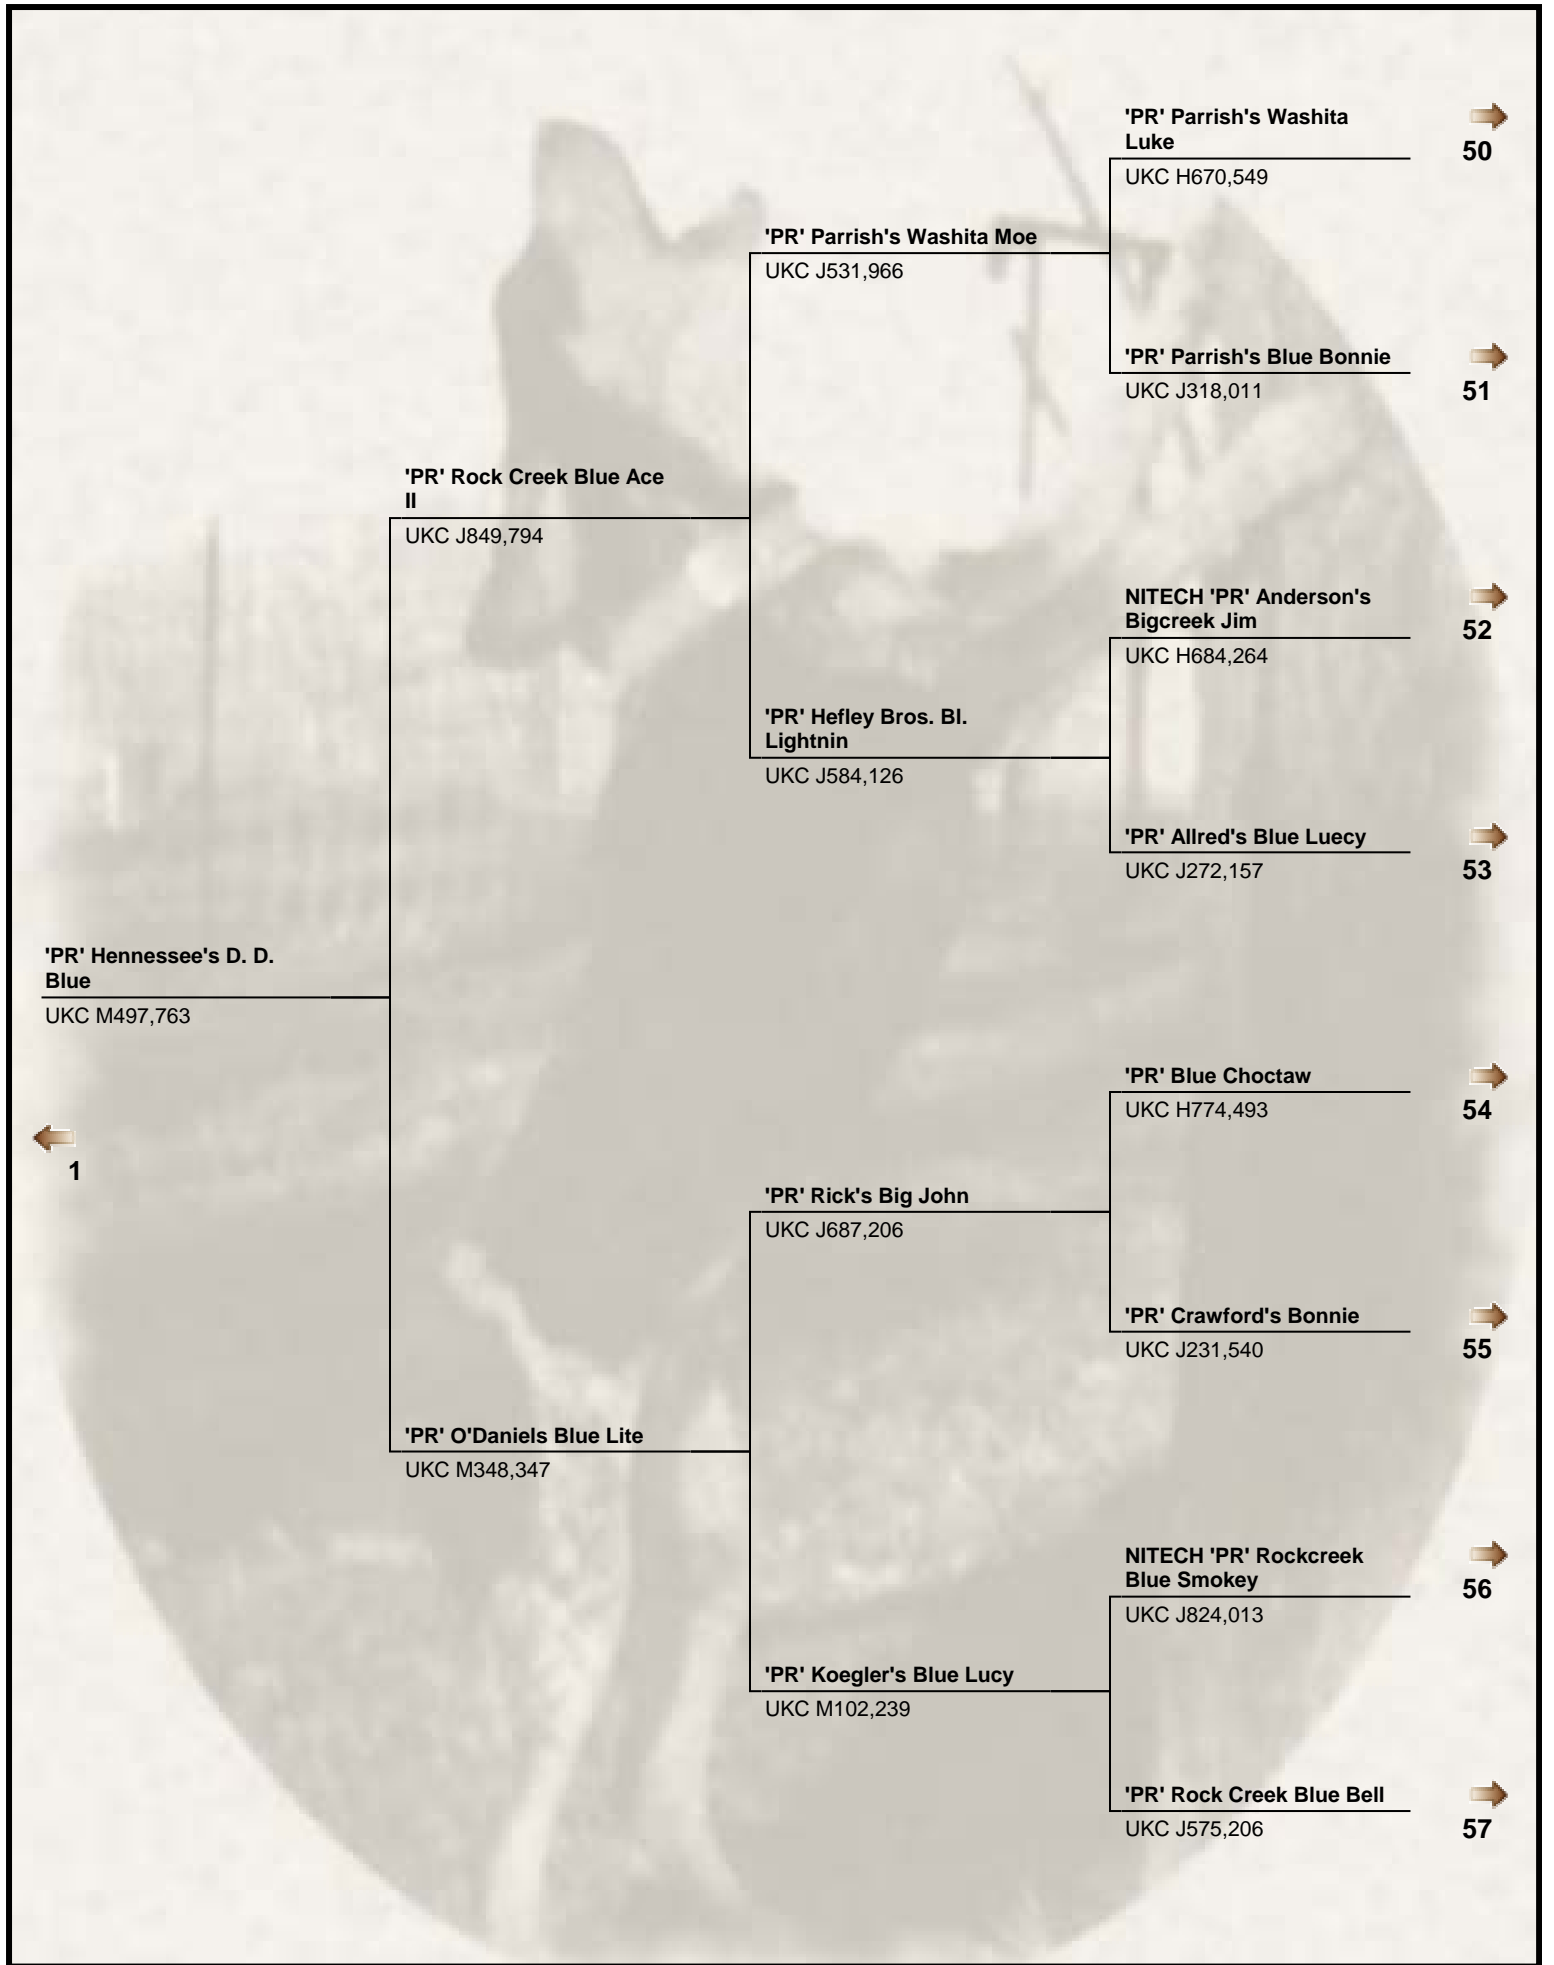 'PR' Parrish's Washita
Luke
UKC H670,549
50
'PR' Parrish's Washita Moe
UKC J531,966
'PR' Parrish's Blue Bonnie
UKC J318,011
51
'PR' Rock Creek Blue Ace
II
UKC J849,794
NITECH 'PR' Anderson's
Bigcreek Jim
UKC H684,264
52
'PR' Hefley Bros. Bl.
Lightnin
UKC J584,126
'PR' Allred's Blue Luecy
UKC J272,157
53
'PR' Hennessee's D. D.
Blue
UKC M497,763
1
'PR' Blue Choctaw
UKC H774,493
54
'PR' Rick's Big John
UKC J687,206
'PR' Crawford's Bonnie
UKC J231,540
55
'PR' O'Daniels Blue Lite
UKC M348,347
NITECH 'PR' Rockcreek
Blue Smokey
UKC J824,013
56
'PR' Koegler's Blue Lucy
UKC M102,239
'PR' Rock Creek Blue Bell
UKC J575,206
57